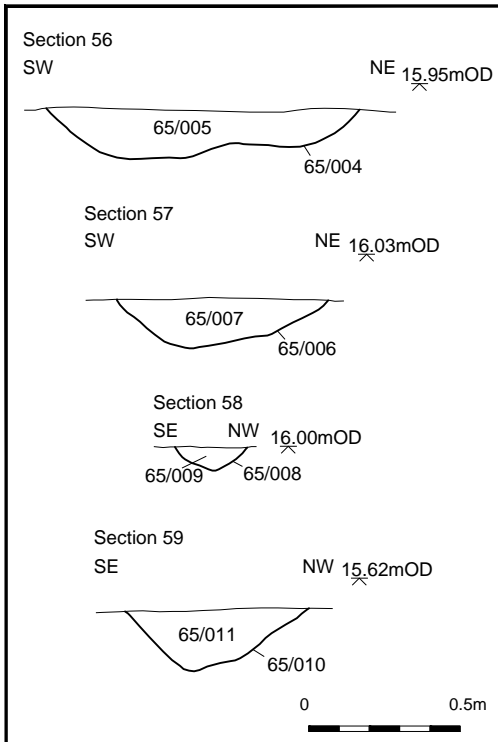 Section 56
SW NE 15.95mOD
65/005
65/004
Section 57
SW NE 16.03mOD
65/007
65/006
Section 58
SE NW 16.00mOD
65/009 65/008
Section 59
SE NW 15.62mOD
65/011
65/010
0 0.5m